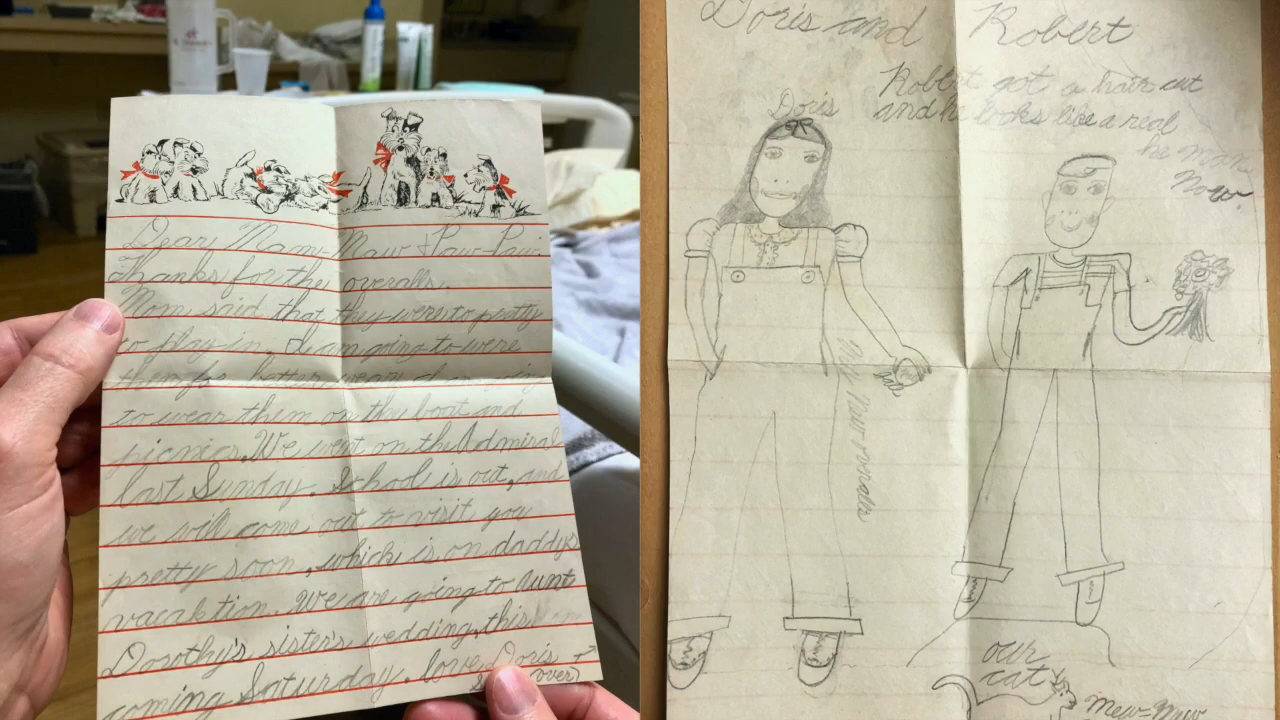 Dear Mam-Maw & Paw-Paw:
Thanks for the overalls.
Mom said that they were to pretty
to play in. I am going to were
them for better wear. I am going
to wear them on the boat and
picnics. We went on the Admiral
last Sunday. School is out, and
we will come out to visit you
pretty soon, which is on daddy's
vacaktion. We are going to Aunt
Dorothy's sister's wedding, this
coming Saturday. love Doris
over
Doris and Robert
Robert got a hair cut
and he looks like a real
he man
Now.
Doris
My New overalls
our
cat
Mew-Mew